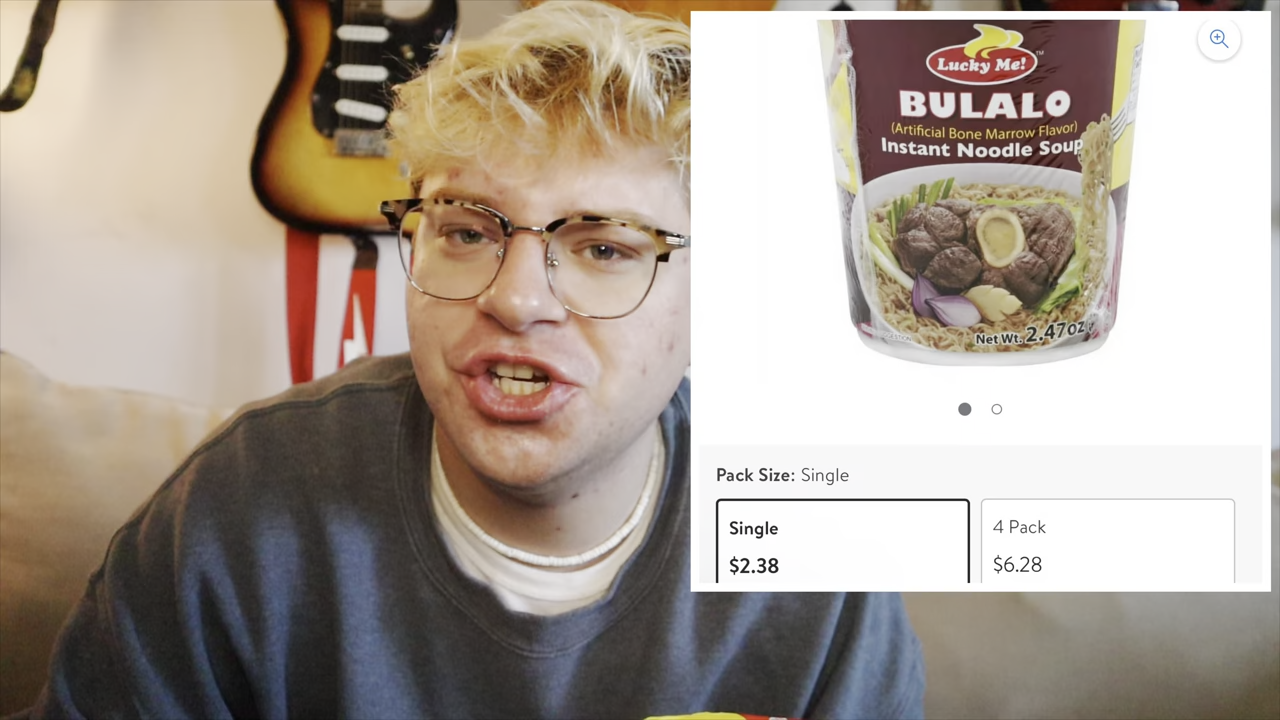 Lucky Me!™
BULALO
(Artificial Bone Marrow Flavor)
Instant Noodle Soup
Net Wt. 2.47oz
Pack Size: Single
Single
4 Pack
$2.38
$6.28